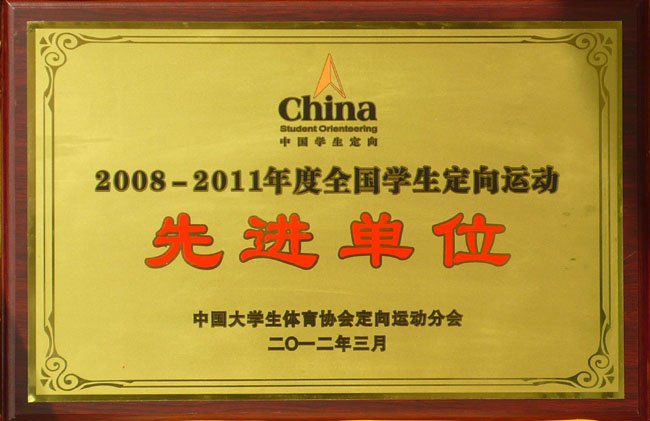 China
Student Orienteering
中国学生定向
2008-2011年度全国学生定向运动
先进单位
中国大学生体育协会定向运动分会
二〇一二年三月